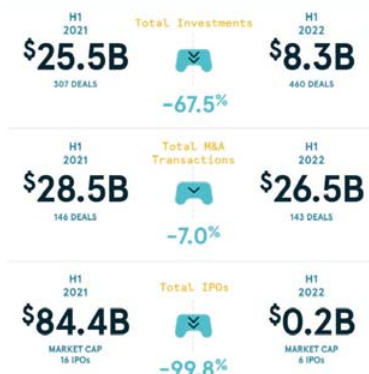 H1
2021
$25.5B
307 DEALS
Total Investments
-67.5%
H1
2022
$8.3B
460 DEALS
H1
2021
$28.5B
146 DEALS
Total M&A
Transactions
-7.0%
H1
2022
$26.5B
143 DEALS
H1
2021
$84.4B
MARKET CAP
16 IPOs
Total IPOs
-99.8%
H1
2022
$0.2B
MARKET CAP
6 IPOs